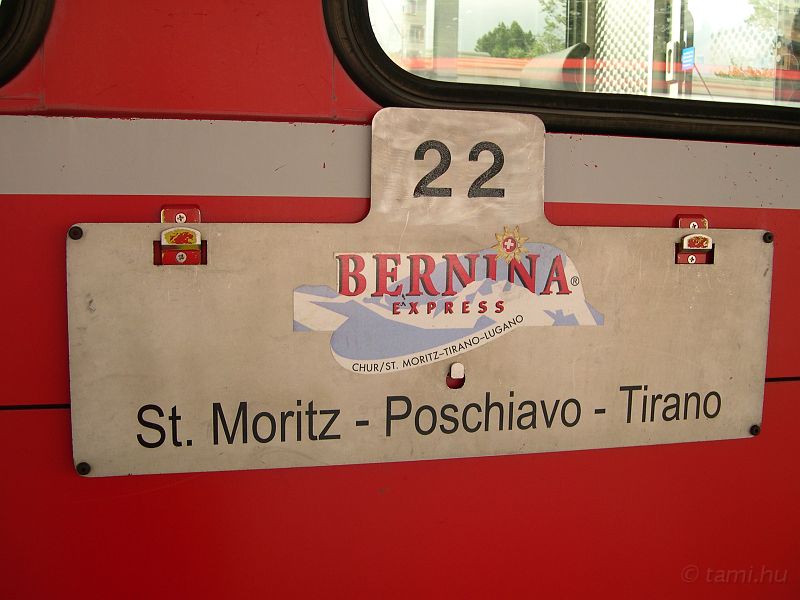 22
BERNINA®
EXPRESS
CHUR/ST. MORITZ–TIRANO–LUGANO
St. Moritz - Poschiavo - Tirano
© tami.hu